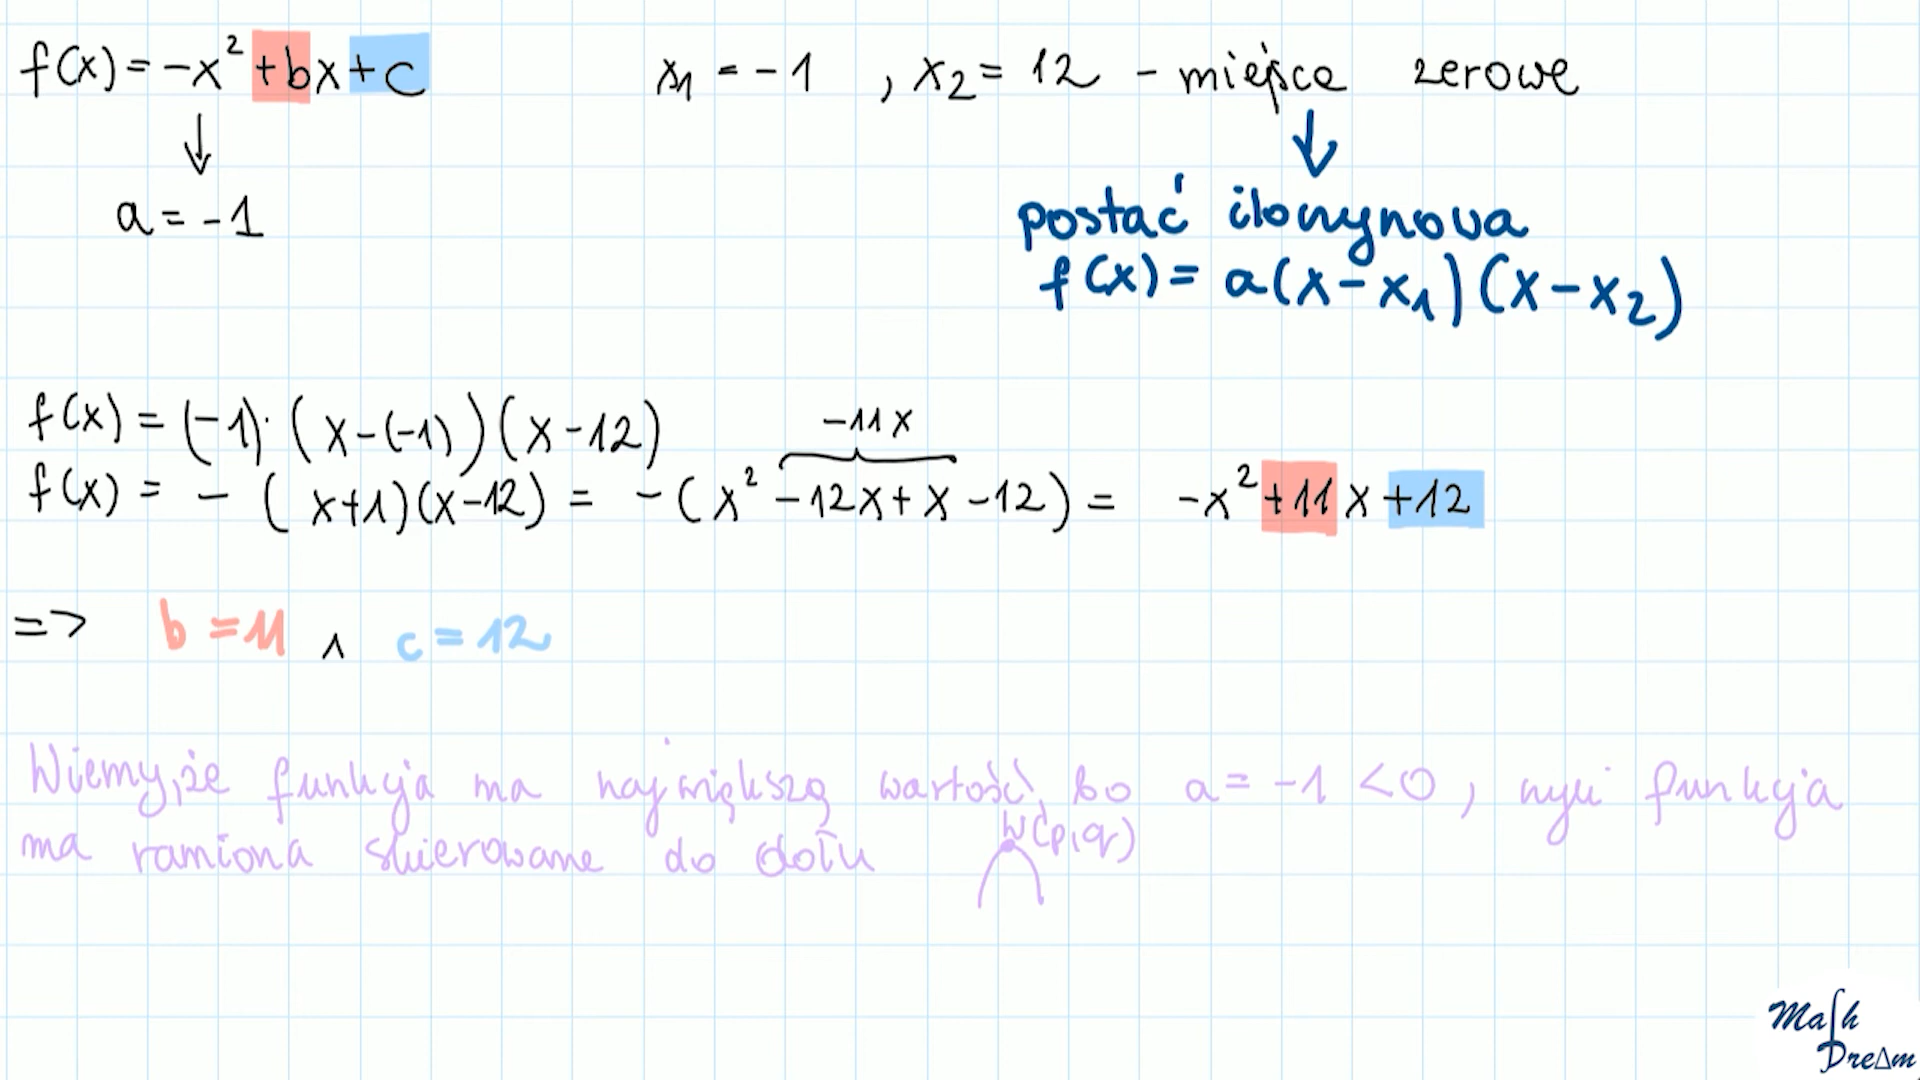 f(x) = -x² +bx +c
x₁ = -1 , x₂ = 12 - miejsce zerowe
↓
↓
a = -1
postać iloczynowa
f(x) = a(x-x₁)(x-x₂)
f(x) = (-1)·(x-(-1))(x-12)
-11x
f(x) = -(x+1)(x-12) = -(x² -12x+x -12) = -x² +11x +12
=> b = 11 ∧ c = 12
Wiemy, że funkcja ma największą wartość, bo a = -1 < 0, czyli funkcja
ma ramiona skierowane do dołu
W(p,q)
Math
Dream